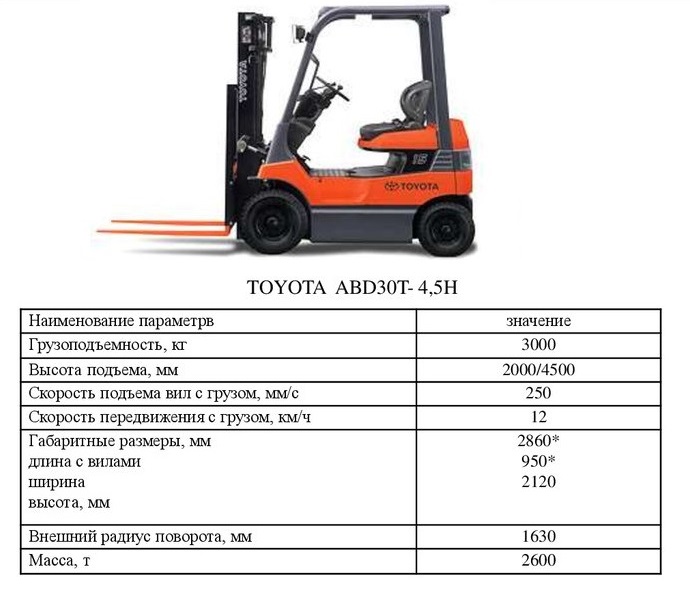 TOYOTA
15
TOYOTA
TOYOTA ABD30T- 4,5H
Наименование параметрв значение
Грузоподъемность, кг 3000
Высота подъема, мм 2000/4500
Скорость подъема вил с грузом, мм/с 250
Скорость передвижения с грузом, км/ч 12
Габаритные размеры, мм 2860*
длина с вилами 950*
ширина 2120
высота, мм
Внешний радиус поворота, мм 1630
Масса, т 2600